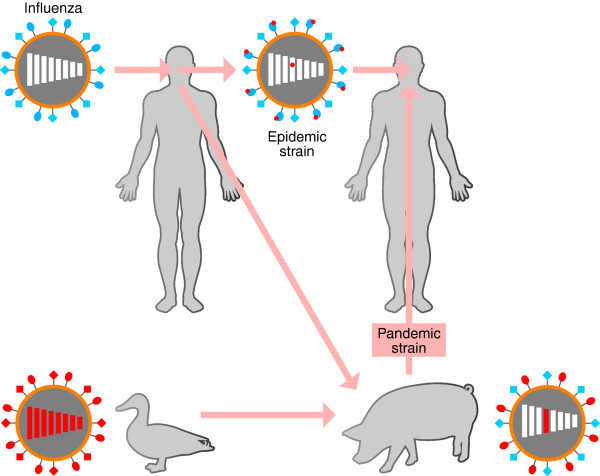 Influenza
Epidemic
strain
Pandemic
strain